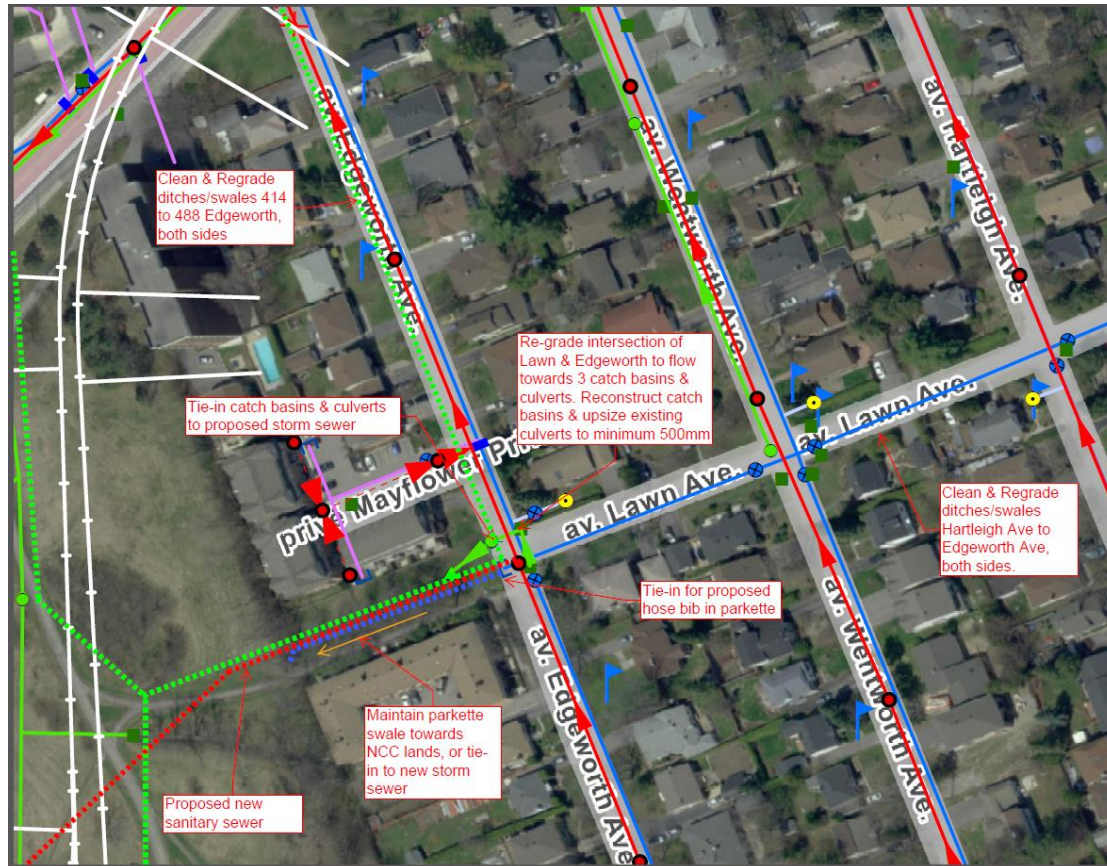 av. Edgeworth Ave.
av. Wentworth Ave.
av. Hartleigh Ave.
Clean & Regrade
ditches/swales 414
to 488 Edgeworth,
both sides
Re-grade intersection of
Lawn & Edgeworth to flow
towards 3 catch basins &
culverts. Reconstruct catch
basins & upsize existing
culverts to minimum 500mm
Tie-in catch basins & culverts
to proposed storm sewer
priv. Mayflower Priv
av. Lawn Ave.
av. Lawn Ave.
Clean & Regrade
ditches/swales
Hartleigh Ave to
Edgeworth Ave,
both sides.
Tie-in for proposed
hose bib in parkette
av. Edgeworth Ave
av. Wentworth Ave.
Maintain parkette
swale towards
NCC lands, or tie-
in to new storm
sewer
Proposed new
sanitary sewer